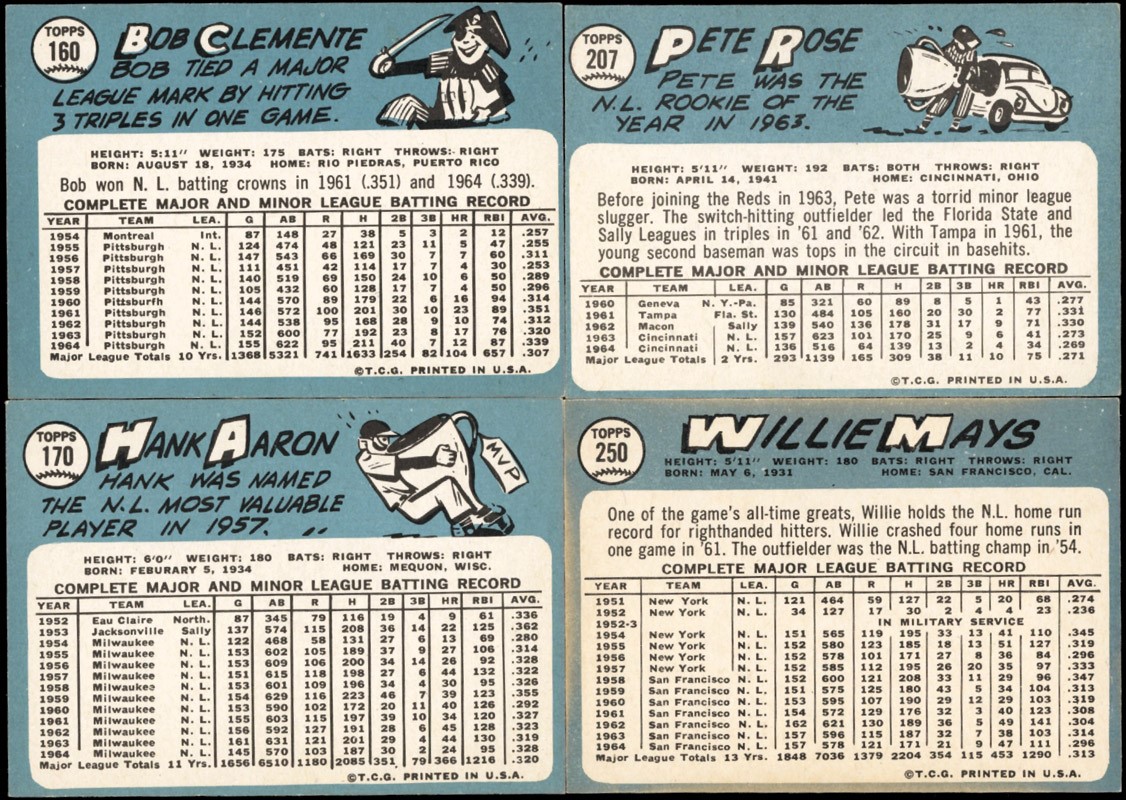 TOPPS
160
BOB CLEMENTE
BOB TIED A MAJOR
LEAGUE MARK BY HITTING
3 TRIPLES IN ONE GAME.
HEIGHT: 5:11" WEIGHT: 175 BATS: RIGHT THROWS: RIGHT
BORN: AUGUST 18, 1934 HOME: RIO PIEDRAS, PUERTO RICO
Bob won N. L. batting crowns in 1961 (.351) and 1964 (.339).
COMPLETE MAJOR AND MINOR LEAGUE BATTING RECORD
YEAR TEAM LEA. G AB R H 2B 3B HR RBI AVG.
1954 Montreal Int. 87 148 27 38 5 3 2 12 .257
1955 Pittsburgh N. L. 124 474 48 121 23 11 5 47 .255
1956 Pittsburgh N. L. 147 543 66 169 30 7 7 60 .311
1957 Pittsburgh N. L. 111 451 42 114 17 7 4 30 .253
1958 Pittsburgh N. L. 140 519 69 150 24 10 6 50 .289
1959 Pittsburgh N. L. 105 432 60 128 17 7 4 50 .296
1960 Pittsburfh N. L. 144 570 89 179 22 6 16 94 .314
1961 Pittsburgh N. L. 146 572 100 201 30 10 23 89 .351
1962 Pittsburgh N. L. 144 538 95 168 28 9 10 74 .312
1963 Pittsburgh N. L. 152 600 77 192 23 8 17 76 .320
1964 Pittsburgh N. L. 155 622 95 211 40 7 12 87 .339
Major League Totals 10 Yrs. 1368 5321 741 1633 254 82 104 657 .307
©T.C.G. PRINTED IN U.S.A.
TOPPS
207
PETE ROSE
PETE WAS THE
N.L. ROOKIE OF THE
YEAR IN 1963.
HEIGHT: 5'11" WEIGHT: 192 BATS: BOTH THROWS: RIGHT
BORN: APRIL 14, 1941 HOME: CINCINNATI, OHIO
Before joining the Reds in 1963, Pete was a torrid minor league
slugger. The switch-hitting outfielder led the Florida State and
Sally Leagues in triples in '61 and '62. With Tampa in 1961, the
young second baseman was tops in the circuit in basehits.
COMPLETE MAJOR AND MINOR LEAGUE BATTING RECORD
YEAR TEAM LEA. G AB R H 2B 3B HR RBI AVG.
1960 Geneva N. Y.-Pa. 85 321 60 89 8 5 1 43 .277
1961 Tampa Fla. St. 130 484 105 160 20 30 2 77 .331
1962 Macon Sally 139 540 136 178 31 17 9 71 .330
1963 Cincinnati N. L. 157 623 101 170 25 9 6 41 .273
1964 Cincinnati N. L. 136 516 64 139 13 2 4 34 .269
Major League Totals 2 Yrs. 293 1139 165 309 38 11 10 75 .271
©T.C.G. PRINTED IN U.S.A.
TOPPS
170
HANK AARON
HANK WAS NAMED
THE N.L. MOST VALUABLE
PLAYER IN 1957.
MVP
HEIGHT: 6'0" WEIGHT: 180 BATS: RIGHT THROWS: RIGHT
BORN: FEBURARY 5, 1934 HOME: MEQUON, WISC.
COMPLETE MAJOR AND MINOR LEAGUE BATTING RECORD
YEAR TEAM LEA. G AB R H 2B 3B HR RBI AVG.
1952 Eau Claire North. 87 345 79 116 19 4 9 61 .336
1953 Jacksonville Sally 137 574 115 208 36 14 22 125 .362
1954 Milwaukee N. L. 122 468 58 131 27 6 13 69 .280
1955 Milwaukee N. L. 153 602 105 189 37 9 27 106 .314
1956 Milwaukee N. L. 153 609 106 200 34 14 26 92 .328
1957 Milwaukee N. L. 151 615 118 198 27 6 44 132 .322
1958 Milwaukee N. L. 153 601 109 196 34 4 30 95 .326
1959 Milwaukee N. L. 154 629 116 223 46 7 39 123 .355
1960 Milwaukee N. L. 153 590 102 172 20 11 40 126 .292
1961 Milwaukee N. L. 155 603 115 197 39 10 34 120 .327
1962 Milwaukee N. L. 156 592 127 191 28 6 45 128 .323
1963 Milwaukee N. L. 161 631 121 201 29 4 44 130 .319
1964 Milwaukee N. L. 145 570 103 187 30 2 24 95 .328
Major League Totals 11 Yrs. 1656 6510 1180 2085 351 79 366 1216 .320
©T.C.G. PRINTED IN U.S.A.
TOPPS
250
WILLIE MAYS
HEIGHT: 5'11" WEIGHT: 180 BATS: RIGHT THROWS: RIGHT
BORN: MAY 6, 1931 HOME: SAN FRANCISCO, CAL.
One of the game's all-time greats, Willie holds the N.L. home run
record for righthanded hitters. Willie crashed four home runs in
one game in '61. The outfielder was the N.L. batting champ in '54.
COMPLETE MAJOR LEAGUE BATTING RECORD
YEAR TEAM LEA. G AB R H 2B 3B HR RBI AVG.
1951 New York N. L. 121 464 59 127 22 5 20 68 .274
1952 New York N. L. 34 127 17 30 2 4 4 23 .236
1952-3 IN MILITARY SERVICE
1954 New York N. L. 151 565 119 195 33 13 41 110 .345
1955 New York N. L. 152 580 123 185 18 13 51 127 .319
1956 New York N. L. 152 578 101 171 27 8 36 84 .296
1957 New York N. L. 152 585 112 195 26 20 35 97 .333
1958 San Francisco N. L. 152 600 121 208 33 11 29 96 .347
1959 San Francisco N. L. 151 575 125 180 43 5 34 104 .313
1960 San Francisco N. L. 153 595 107 190 29 12 29 103 .319
1961 San Francisco N. L. 154 572 129 176 32 3 40 123 .308
1962 San Francisco N. L. 162 621 130 189 36 5 49 141 .304
1963 San Francisco N. L. 157 596 115 187 32 7 38 103 .314
1964 San Francisco N. L. 157 578 121 171 21 9 47 111 .296
Major League Totals 13 Yrs. 1848 7036 1379 2204 354 115 453 1290 .313
©T.C.G. PRINTED IN U.S.A.